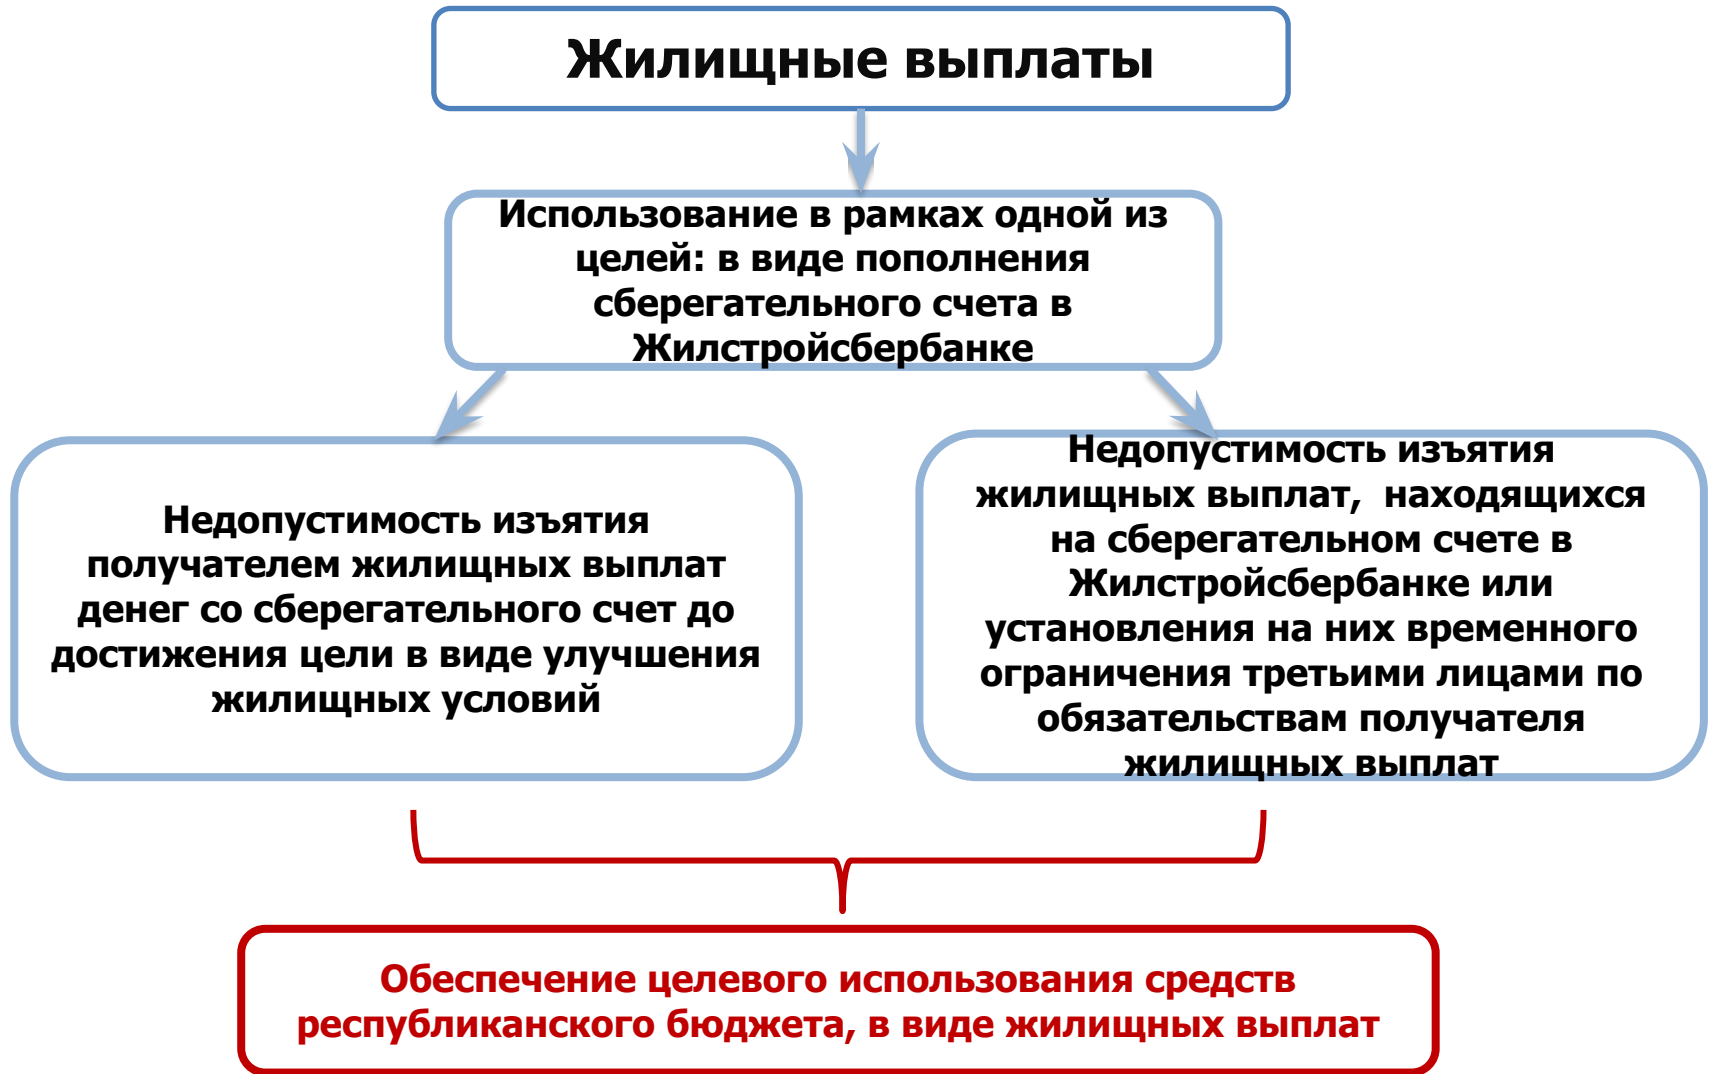 Жилищные выплаты
Использование в рамках одной из
целей: в виде пополнения
сберегательного счета в
Жилстройсбербанке
Недопустимость изъятия
получателем жилищных выплат
денег со сберегательного счет до
достижения цели в виде улучшения
жилищных условий
Недопустимость изъятия
жилищных выплат, находящихся
на сберегательном счете в
Жилстройсбербанке или
установления на них временного
ограничения третьими лицами по
обязательствам получателя
жилищных выплат
Обеспечение целевого использования средств
республиканского бюджета, в виде жилищных выплат